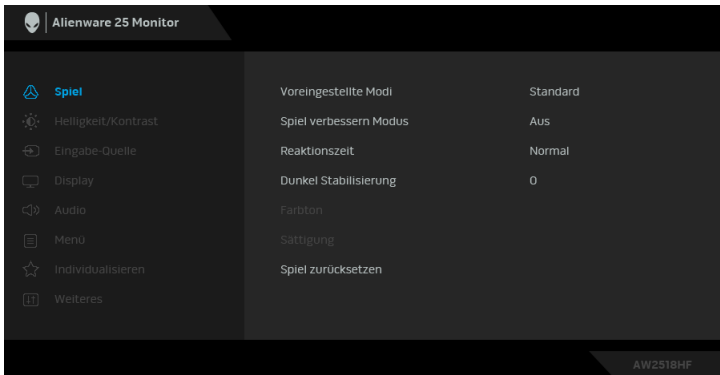 Alienware 25 Monitor
Spiel
Helligkeit/Kontrast
Eingabe-Quelle
Display
Audio
Menü
Individualisieren
Weiteres
Voreingestellte Modi Standard
Spiel verbessern Modus Aus
Reaktionszeit Normal
Dunkel Stabilisierung 0
Farbton
Sättigung
Spiel zurücksetzen
AW2518HF